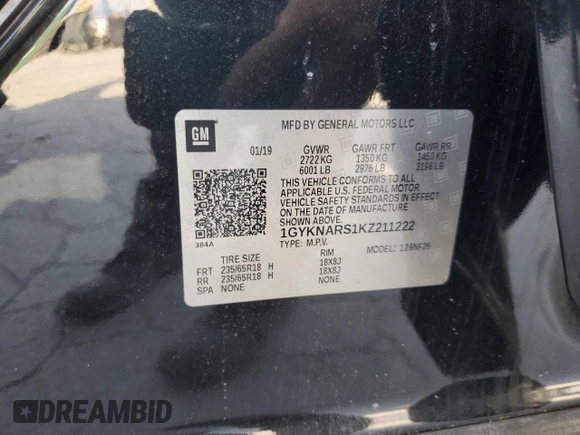 GM
MFD BY GENERAL MOTORS LLC
01/19
GVWR GAWR FRT GAWR RR
2722 KG 1350 KG 1450 KG
6001 LB 2976 LB 3198 LB
THIS VEHICLE CONFORMS TO ALL
APPLICABLE U.S. FEDERAL MOTOR
VEHICLE SAFETY STANDARDS IN EFFECT
ON THE DATE OF MANUFACTURE
384A
1GYKNARS1KZ211222
TYPE: M.P.V. MODEL: 126NF26
TIRE SIZE RIM
FRT 235/65R18 H 18X8J
RR 235/65R18 H 18X8J
SPA NONE NONE
DREAMBID